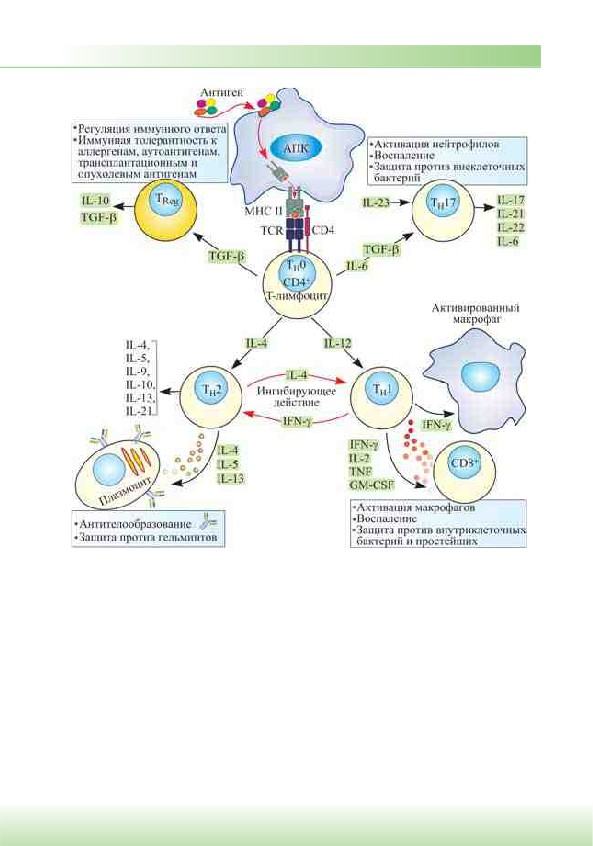 Антиген
• Регуляция иммунного ответа
• Иммунная толерантность к
аллергенам, аутоантигенам,
трансплантационным и
опухолевым антигенам
АПК
• Активация нейтрофилов
• Воспаление
• Защита против внеклеточных
бактерий
IL-10
TGF-β
TReg
MHC II
TCR
CD4
IL-23
TH17
IL-17
IL-21
IL-22
IL-6
TGF-β
TGF-β
IL-6
TH0
CD4+
Т-лимфоцит
Активированный
макрофаг
IL-4
IL-12
IL-4,
IL-5,
IL-9,
IL-10,
IL-13,
IL-21
TH2
IL-4
Ингибирующее
действие
IFN-γ
TH1
IFN-γ
IL-4
IL-5
IL-13
Плазмоцит
IFN-γ
IL-2
TNF
GM-CSF
CD8+
• Антителообразование
• Защита против гельминтов
• Активация макрофагов
• Воспаление
• Защита против внутриклеточных
бактерий и простейших